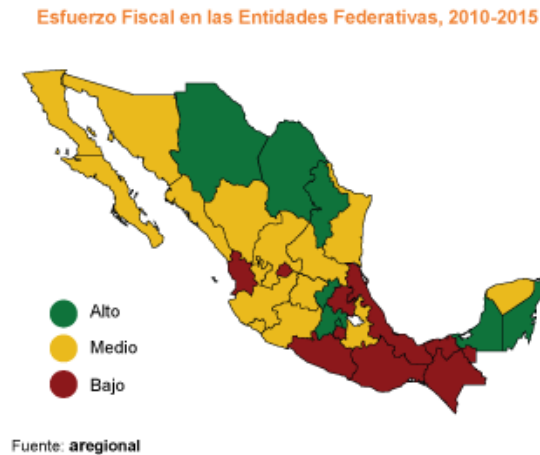 Esfuerzo Fiscal en las Entidades Federativas, 2010-2015
Alto
Medio
Bajo
Fuente: aregional